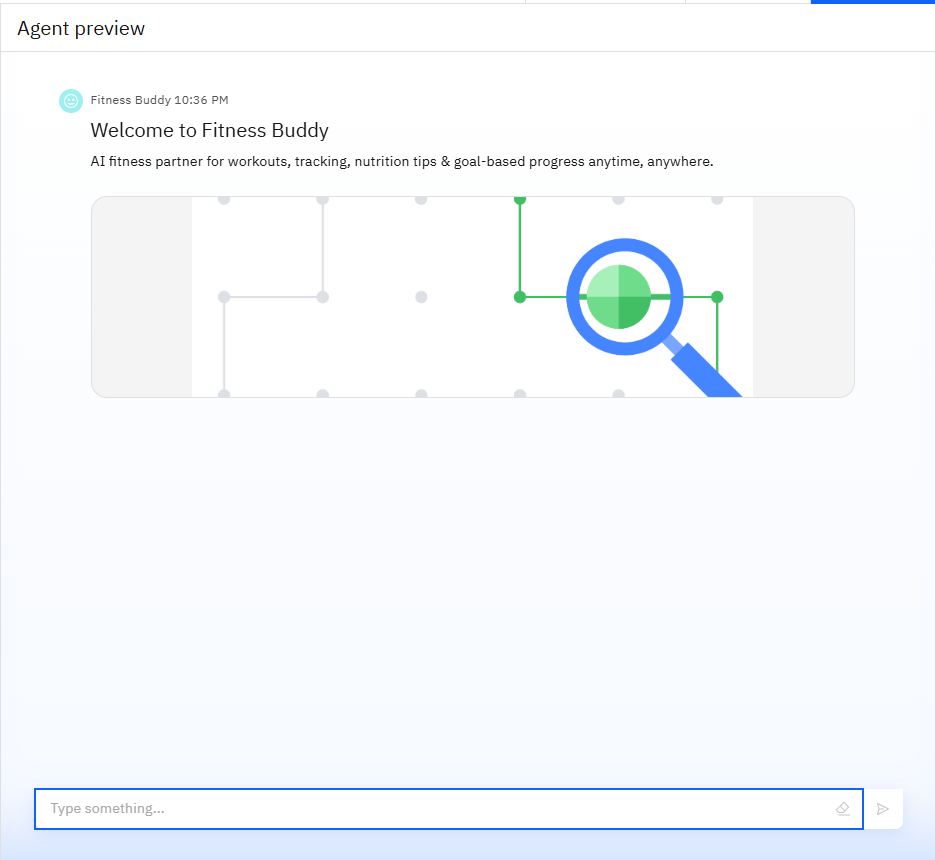 Agent preview
Fitness Buddy 10:36 PM
Welcome to Fitness Buddy
AI fitness partner for workouts, tracking, nutrition tips & goal-based progress anytime, anywhere.
Type something...